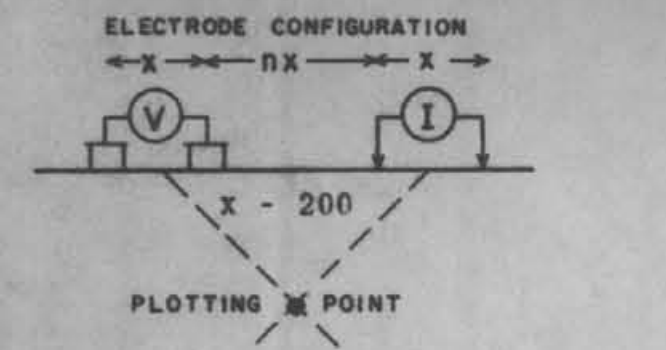 ELECTRODE CONFIGURATION
x nx x
V I
x - 200
PLOTTING POINT